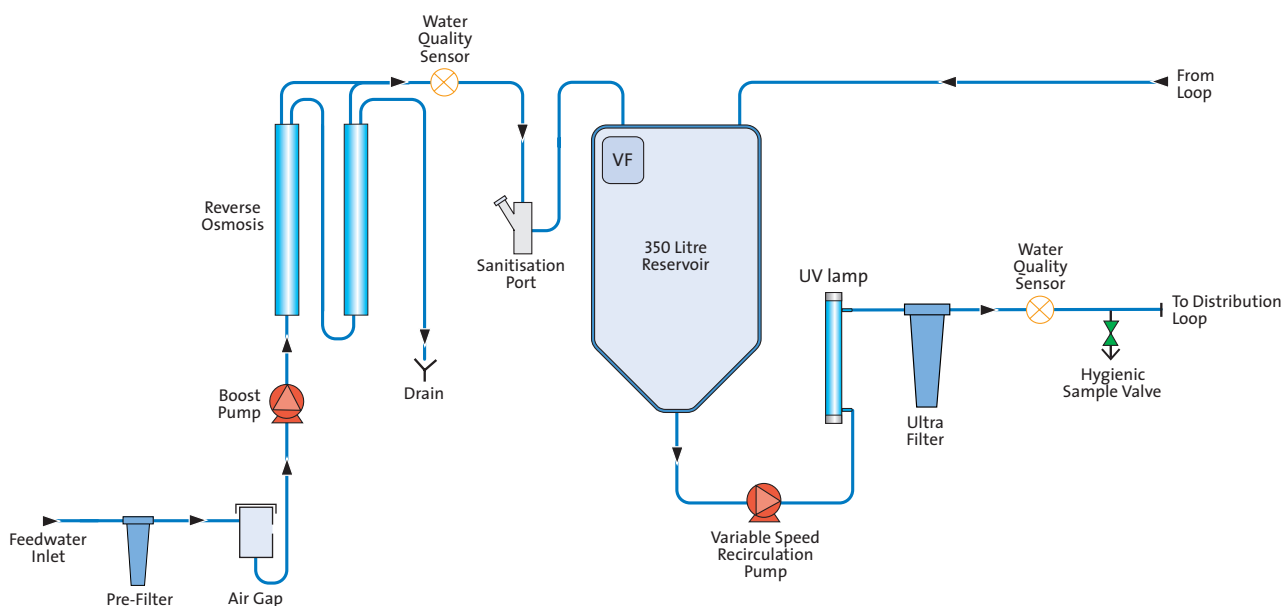 Water
Quality
Sensor
From
Loop
VF
Reverse
Osmosis
350 Litre
Reservoir
Sanitisation
Port
Water
Quality
Sensor
UV lamp
To Distribution
Loop
Drain
Boost
Pump
Hygienic
Sample Valve
Ultra
Filter
Feedwater
Inlet
Variable Speed
Recirculation
Pump
Pre-Filter
Air Gap